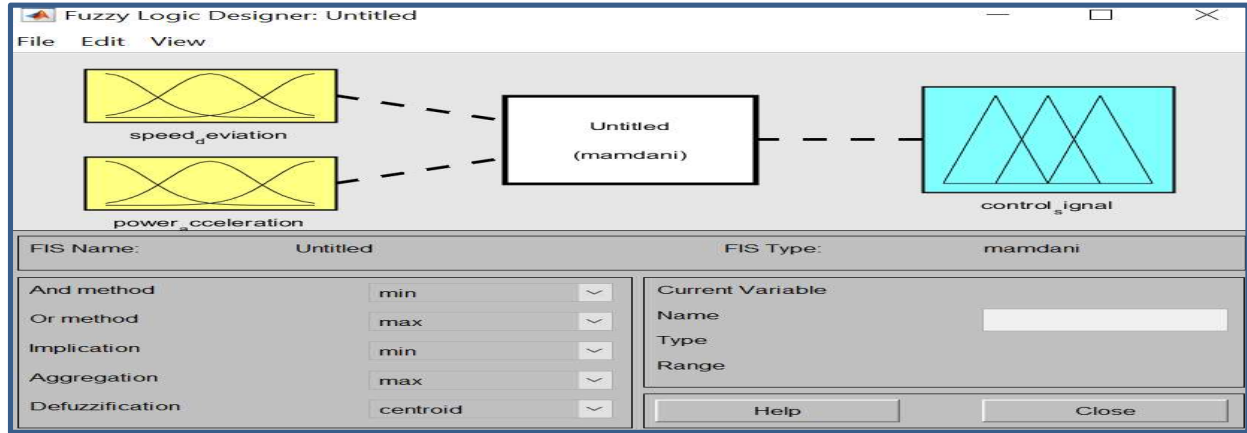 Fuzzy Logic Designer: Untitled
File Edit View
speed_deviation
power_acceleration
Untitled
(mamdani)
control_signal
FIS Name: Untitled
FIS Type: mamdani
And method min
Or method max
Implication min
Aggregation max
Defuzzification centroid
Current Variable
Name
Type
Range
Help
Close